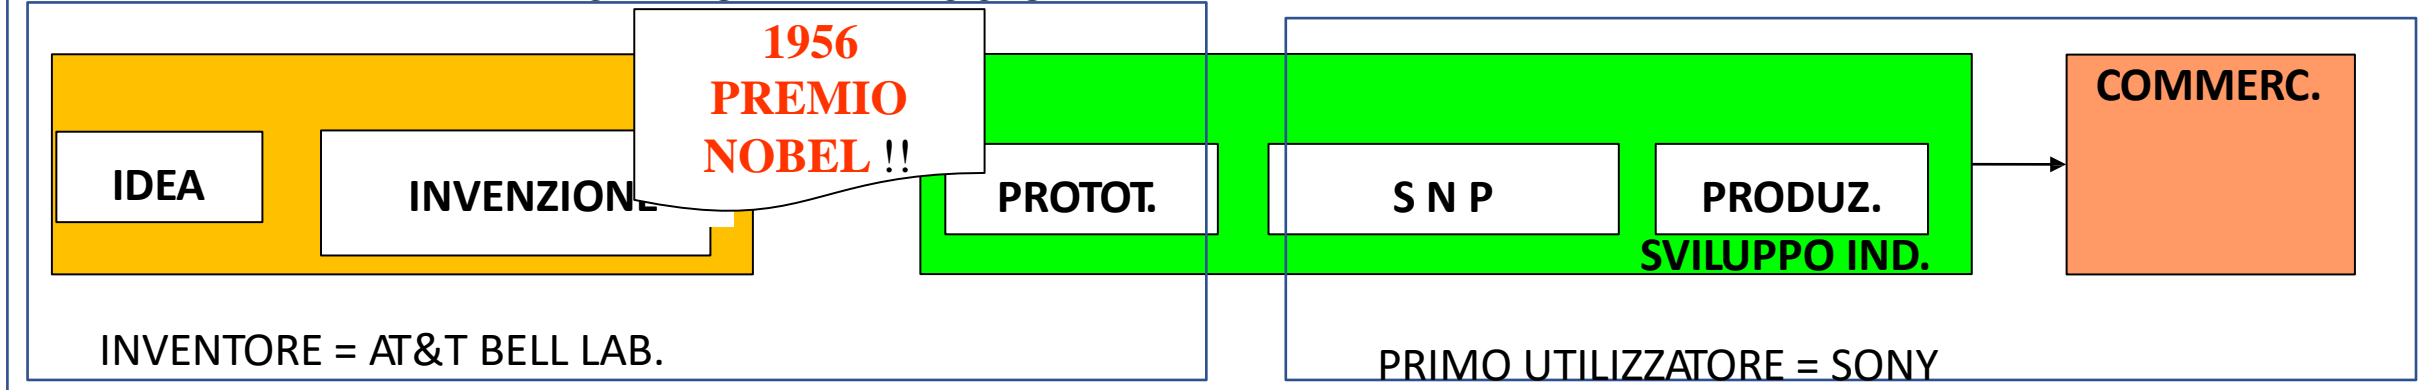 1956
PREMIO
NOBEL !!
COMMERC.
IDEA
INVENZIONE
PROTOT.
S N P
PRODUZ.
SVILUPPO IND.
INVENTORE = AT&T BELL LAB.
PRIMO UTILIZZATORE = SONY